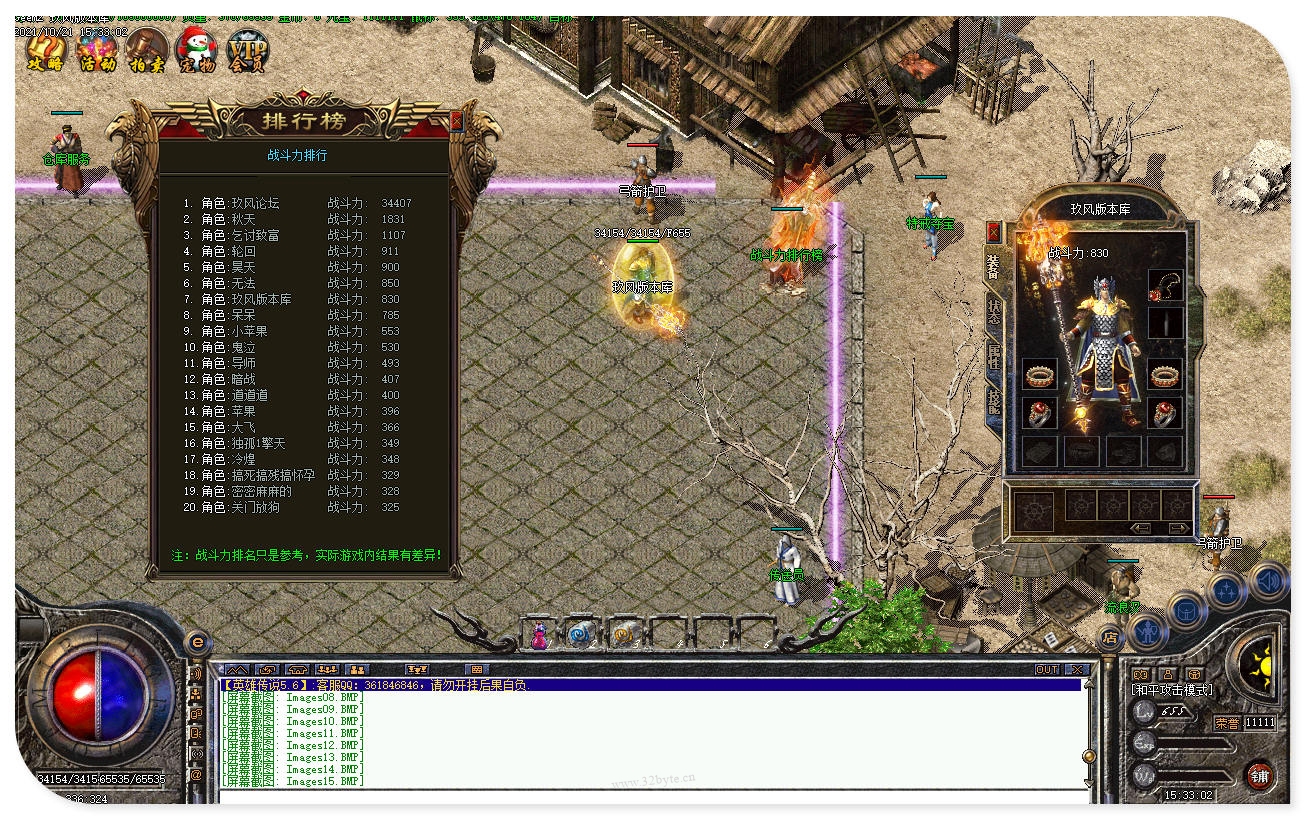 2021/10/21 15:33:02
攻略 活动 拍卖 宠物 VIP会员
排行榜
战斗力排行
1. 角色:玖风论坛 战斗力: 34407
2. 角色:秋天 战斗力: 1831
3. 角色:乞讨致富 战斗力: 1107
4. 角色:轮回 战斗力: 911
5. 角色:昊天 战斗力: 900
6. 角色:无法 战斗力: 850
7. 角色:玖风版本库 战斗力: 830
8. 角色:呆呆 战斗力: 785
9. 角色:小苹果 战斗力: 553
10. 角色:鬼泣 战斗力: 530
11. 角色:导师 战斗力: 493
12. 角色:暗战 战斗力: 407
13. 角色:道道道 战斗力: 400
14. 角色:苹果 战斗力: 396
15. 角色:大飞 战斗力: 366
16. 角色:独孤1擎天 战斗力: 349
17. 角色:冷煌 战斗力: 348
18. 角色:搞死搞残搞怀孕 战斗力: 329
19. 角色:密密麻麻的 战斗力: 328
20. 角色:关门放狗 战斗力: 325
注：战斗力排名只是参考，实际游戏内结果有差异!
仓库服务
弓箭护卫
34154/34154/F655
玖风版本库
战斗力排行榜
特戒夺宝
传送员
玖风版本库
战斗力:830
装备
状态
属性
技能
弓箭护卫
流浪汉
店
OUT
【英雄传说5.6】:客服QQ：361846846，请勿开挂后果自负.
[屏幕截图: Images08.BMP]
[屏幕截图: Images09.BMP]
[屏幕截图: Images10.BMP]
[屏幕截图: Images11.BMP]
[屏幕截图: Images12.BMP]
[屏幕截图: Images13.BMP]
[屏幕截图: Images14.BMP]
[屏幕截图: Images15.BMP]
www.32byte.cn
34154/3415465535/65535
336:324
[和平攻击模式]
Lv 655
荣誉 11111
Exp
W
铺
15:33:02